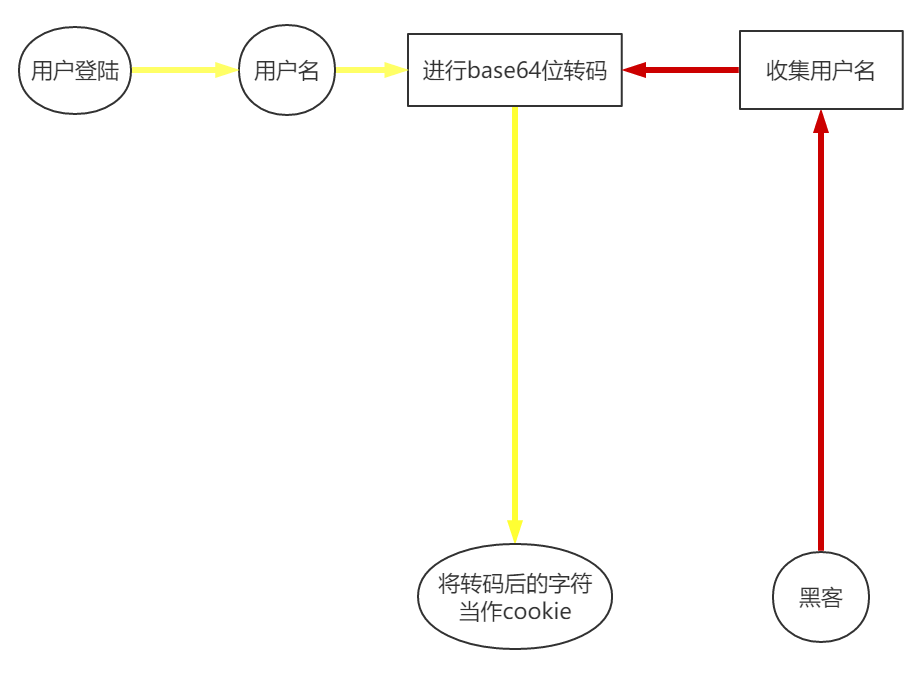 用户登陆
用户名
进行base64位转码
收集用户名
将转码后的字符
当作cookie
黑客